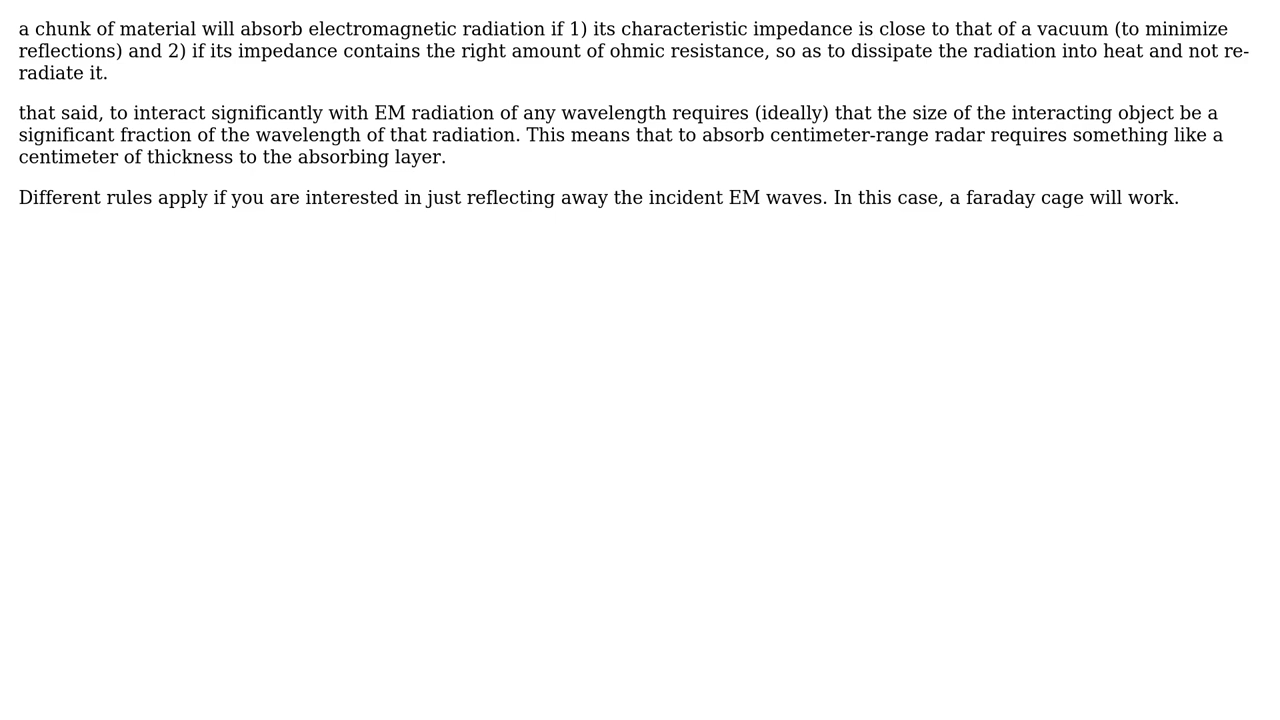 a chunk of material will absorb electromagnetic radiation if 1) its characteristic impedance is close to that of a vacuum (to minimize
reflections) and 2) if its impedance contains the right amount of ohmic resistance, so as to dissipate the radiation into heat and not re-
radiate it.
that said, to interact significantly with EM radiation of any wavelength requires (ideally) that the size of the interacting object be a
significant fraction of the wavelength of that radiation. This means that to absorb centimeter-range radar requires something like a
centimeter of thickness to the absorbing layer.
Different rules apply if you are interested in just reflecting away the incident EM waves. In this case, a faraday cage will work.